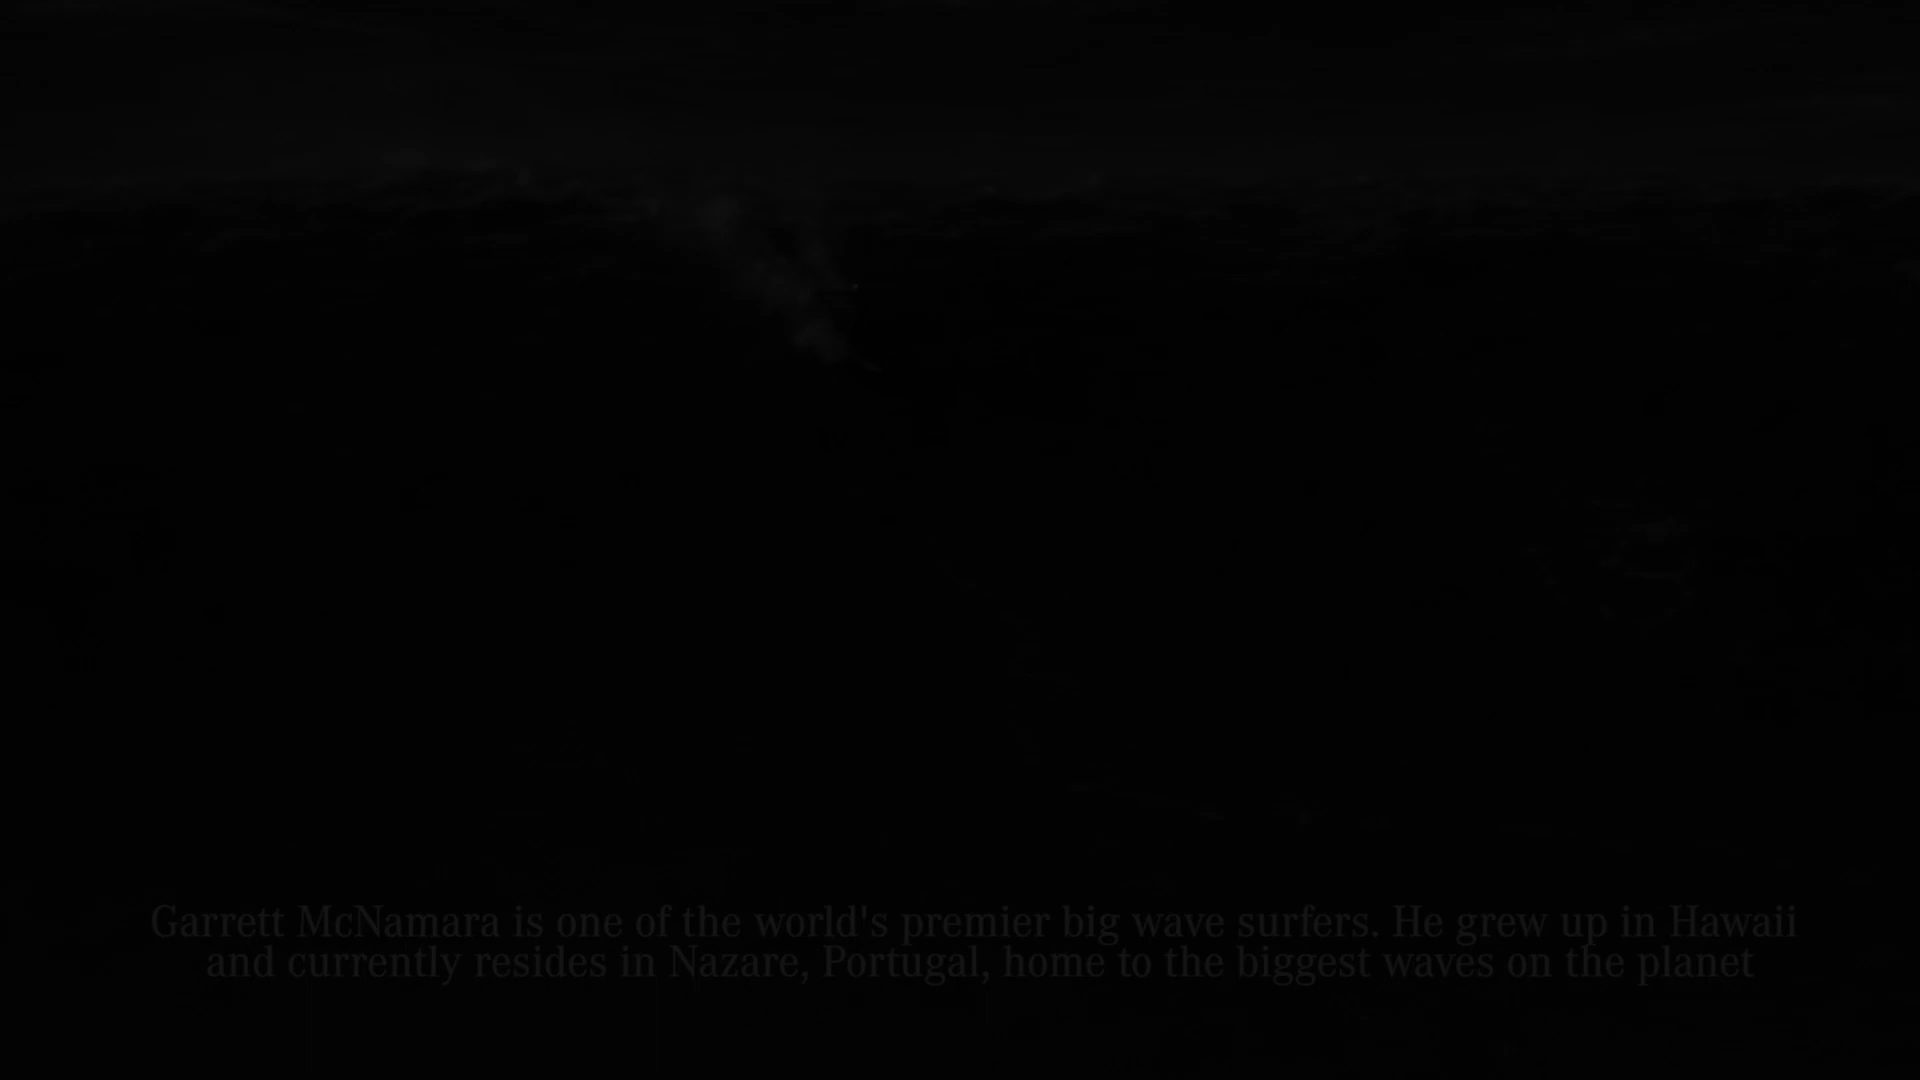 Garrett McNamara is one of the world's premier big wave surfers. He grew up in Hawaii
and currently resides in Nazare, Portugal, home to the biggest waves on the planet